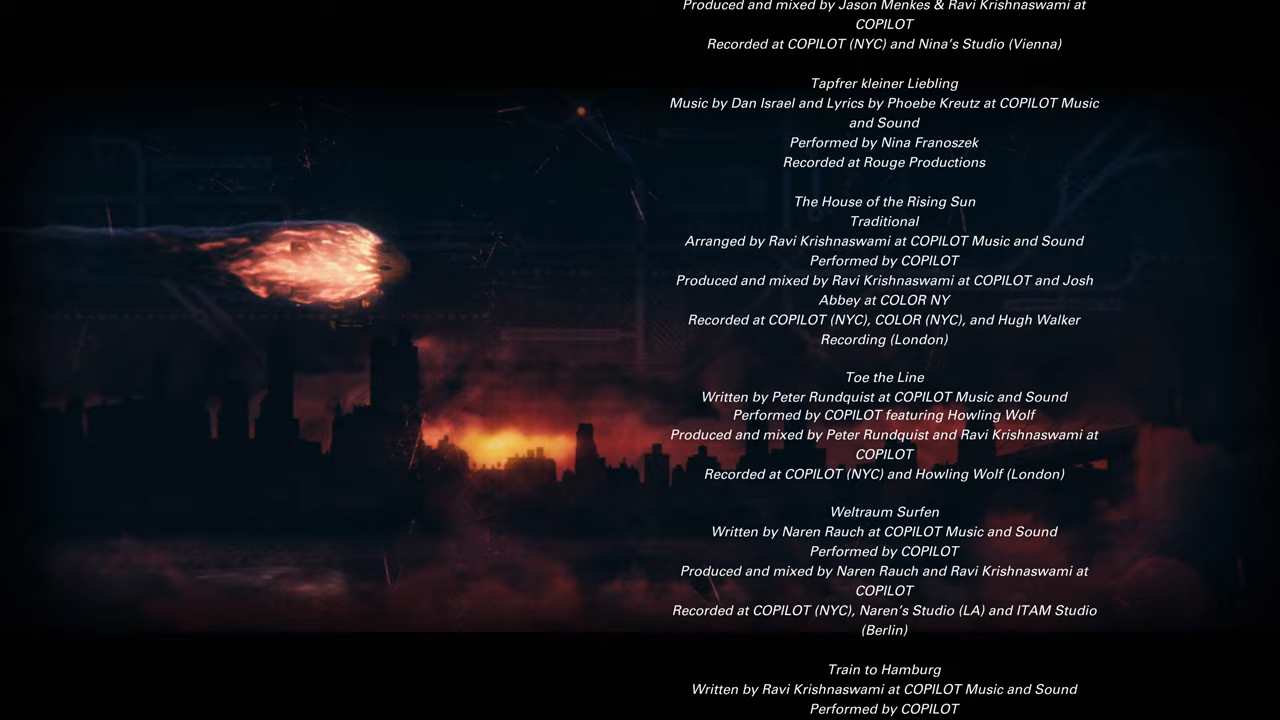 Produced and mixed by Jason Menkes & Ravi Krishnaswami at
COPILOT
Recorded at COPILOT (NYC) and Nina's Studio (Vienna)
Tapfrer kleiner Liebling
Music by Dan Israel and Lyrics by Phoebe Kreutz at COPILOT Music
and Sound
Performed by Nina Franoszek
Recorded at Rouge Productions
The House of the Rising Sun
Traditional
Arranged by Ravi Krishnaswami at COPILOT Music and Sound
Performed by COPILOT
Produced and mixed by Ravi Krishnaswami at COPILOT and Josh
Abbey at COLOR NY
Recorded at COPILOT (NYC), COLOR (NYC), and Hugh Walker
Recording (London)
Toe the Line
Written by Peter Rundquist at COPILOT Music and Sound
Performed by COPILOT featuring Howling Wolf
Produced and mixed by Peter Rundquist and Ravi Krishnaswami at
COPILOT
Recorded at COPILOT (NYC) and Howling Wolf (London)
Weltraum Surfen
Written by Naren Rauch at COPILOT Music and Sound
Performed by COPILOT
Produced and mixed by Naren Rauch and Ravi Krishnaswami at
COPILOT
Recorded at COPILOT (NYC), Naren's Studio (LA) and ITAM Studio
(Berlin)
Train to Hamburg
Written by Ravi Krishnaswami at COPILOT Music and Sound
Performed by COPILOT